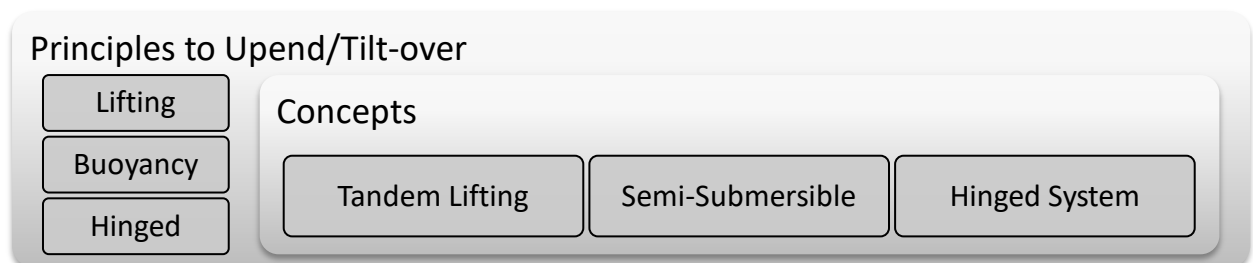 Principles to Upend/Tilt-over
Lifting
Buoyancy
Hinged
Concepts
Tandem Lifting
Semi-Submersible
Hinged System